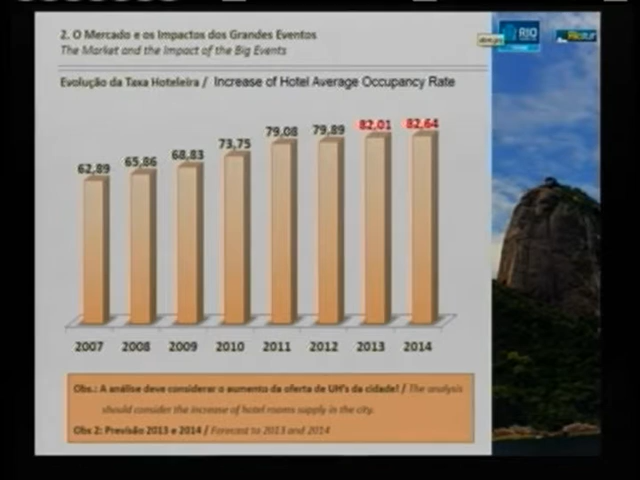 2. O Mercado e os Impactos dos Grandes Eventos
The Market and the Impact of the Big Events
RIO
Riotur
Evolução da Taxa Hoteleira / Increase of Hotel Average Occupancy Rate
62,89 65,86 68,83 73,75 79,08 79,89 82,01 82,64
2007 2008 2009 2010 2011 2012 2013 2014
Obs.: A análise deve considerar o aumento da oferta de UH's da cidade! / The analysis
should consider the increase of hotel rooms supply in the city.
Obs 2: Previsão 2013 e 2014 / Forecast to 2013 and 2014